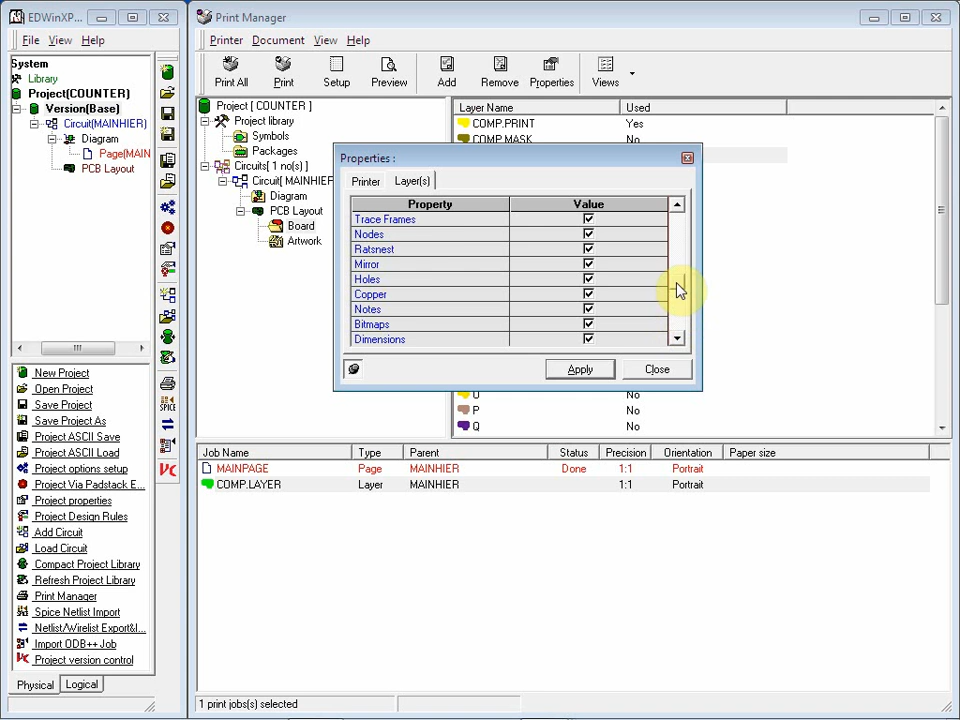 EDWinXP...
File View Help
System
Library
Project(COUNTER)
Version(Base)
Circuit(MAINHIER)
Diagram
Page(MAIN
PCB Layout
New Project
Open Project
Save Project
Save Project As
Project ASCII Save
Project ASCII Load
Project options setup
Project Via Padstack E...
Project properties
Project Design Rules
Add Circuit
Load Circuit
Compact Project Library
Refresh Project Library
Print Manager
Spice Netlist Import
Netlist/Wirelist Export&I...
Import ODB++ Job
Project version control
Physical Logical
SPICE
Print Manager
Printer Document View Help
Print All Print Setup Preview Add Remove Properties Views
Project [ COUNTER ]
Project library
Symbols
Packages
Circuits[ 1 no(s) ]
Circuit[ MAINHIER
Diagram
PCB Layout
Board
Artwork
Layer Name Used
COMP.PRINT Yes
COMP.MASK No
Properties :
Printer Layer(s)
Property Value
Trace Frames
Nodes
Ratsnest
Mirror
Holes
Copper
Notes
Bitmaps
Dimensions
Apply Close
O No
P No
Q No
Job Name Type Parent Status Precision Orientation Paper size
MAINPAGE Page MAINHIER Done 1:1 Portrait
COMP.LAYER Layer MAINHIER 1:1 Portrait
1 print jobs(s) selected